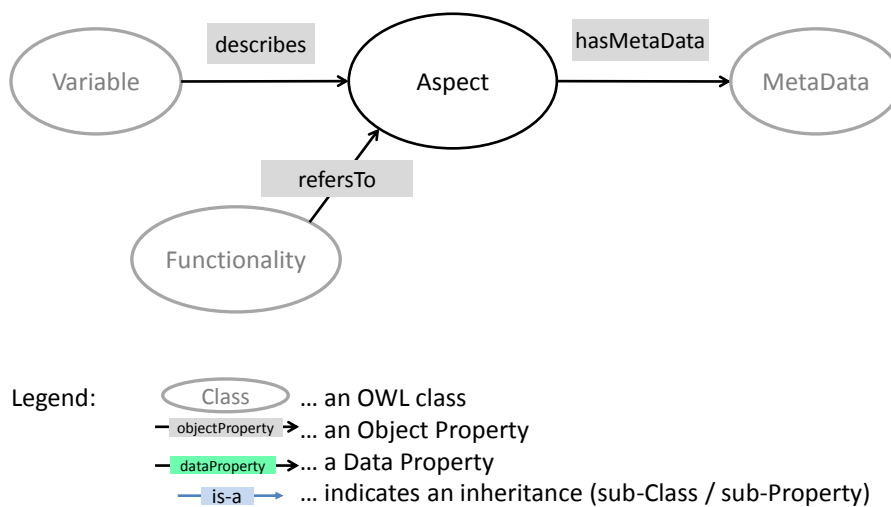 describes
hasMetaData
Variable
Aspect
MetaData
refersTo
Functionality
Legend:
Class
... an OWL class
objectProperty
... an Object Property
dataProperty
... a Data Property
is-a
... indicates an inheritance (sub-Class / sub-Property)